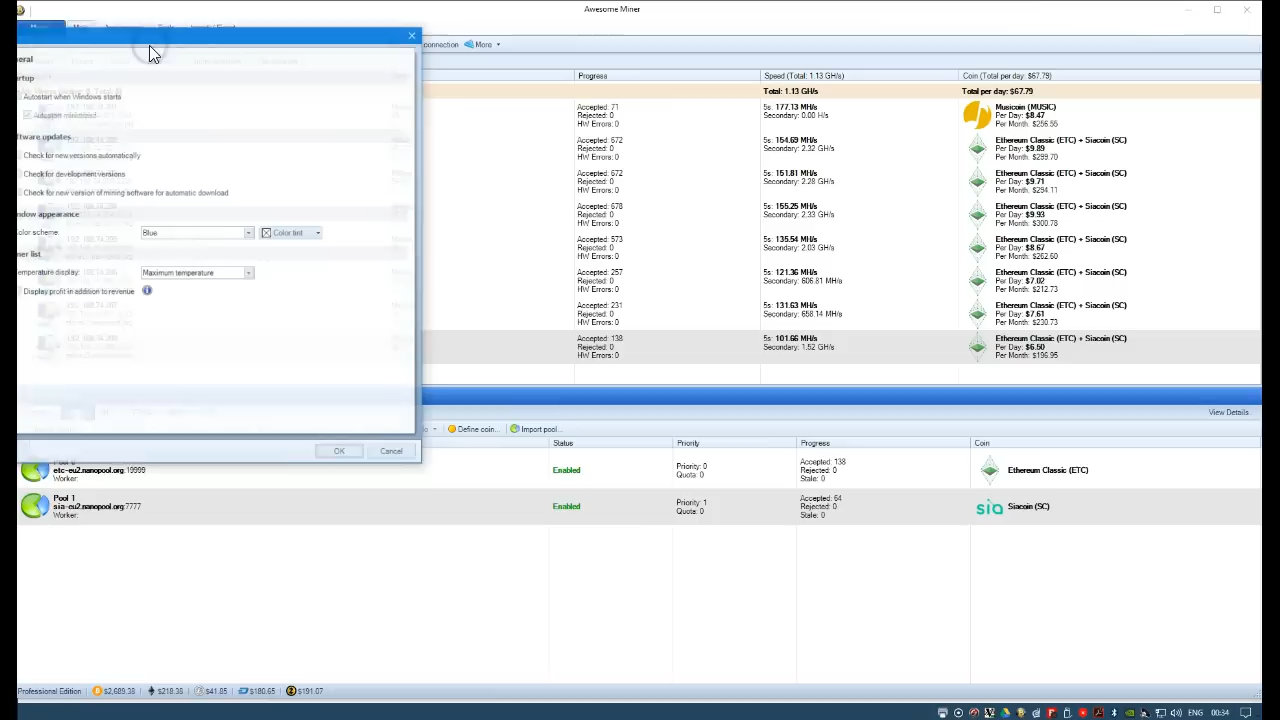 Awesome Miner
connection More
Progress Speed (Total: 1.13 GH/s) Coin (Total per day: $67.79)
Total: 1.13 GH/s Total per day: $67.79
Accepted: 71
Rejected: 0
HW Errors: 0
5s: 177.13 MH/s
Secondary: 0.00 H/s
Musicoin (MUSIC)
Per Day: $8.47
Per Month: $256.55
Accepted: 672
Rejected: 0
HW Errors: 0
5s: 154.69 MH/s
Secondary: 2.32 GH/s
Ethereum Classic (ETC) + Siacoin (SC)
Per Day: $9.89
Per Month: $299.70
Accepted: 672
Rejected: 0
HW Errors: 0
5s: 151.81 MH/s
Secondary: 2.28 GH/s
Ethereum Classic (ETC) + Siacoin (SC)
Per Day: $9.71
Per Month: $294.11
Accepted: 678
Rejected: 0
HW Errors: 0
5s: 155.25 MH/s
Secondary: 2.33 GH/s
Ethereum Classic (ETC) + Siacoin (SC)
Per Day: $9.93
Per Month: $300.78
Accepted: 573
Rejected: 0
HW Errors: 0
5s: 135.54 MH/s
Secondary: 2.03 GH/s
Ethereum Classic (ETC) + Siacoin (SC)
Per Day: $8.67
Per Month: $262.60
Accepted: 257
Rejected: 0
HW Errors: 0
5s: 121.36 MH/s
Secondary: 606.81 MH/s
Ethereum Classic (ETC) + Siacoin (SC)
Per Day: $7.02
Per Month: $212.73
Accepted: 231
Rejected: 0
HW Errors: 0
5s: 131.63 MH/s
Secondary: 658.14 MH/s
Ethereum Classic (ETC) + Siacoin (SC)
Per Day: $7.61
Per Month: $230.73
Accepted: 138
Rejected: 0
HW Errors: 0
5s: 101.66 MH/s
Secondary: 1.52 GH/s
Ethereum Classic (ETC) + Siacoin (SC)
Per Day: $6.50
Per Month: $196.95
neral
artup
Autostart when Windows starts
Autostart minimized
ftware updates
Check for new versions automatically
Check for development versions
Check for new version of mining software for automatic download
ndow appearance
olor scheme: Blue Color tint
ner list
emperature display: Maximum temperature
Display profit in addition to revenue
OK Cancel
View Details
Define coin... Import pool...
Status Priority Progress Coin
Pool 0
etc-eu2.nanopool.org:19999
Worker:
Enabled
Priority: 0
Quota: 0
Accepted: 138
Rejected: 0
Stale: 0
Ethereum Classic (ETC)
Pool 1
sia-eu2.nanopool.org:7777
Worker:
Enabled
Priority: 1
Quota: 0
Accepted: 64
Rejected: 0
Stale: 0
sia Siacoin (SC)
Professional Edition $2,689.38 $218.38 $41.85 $180.65 $191.07
ENG 00:34